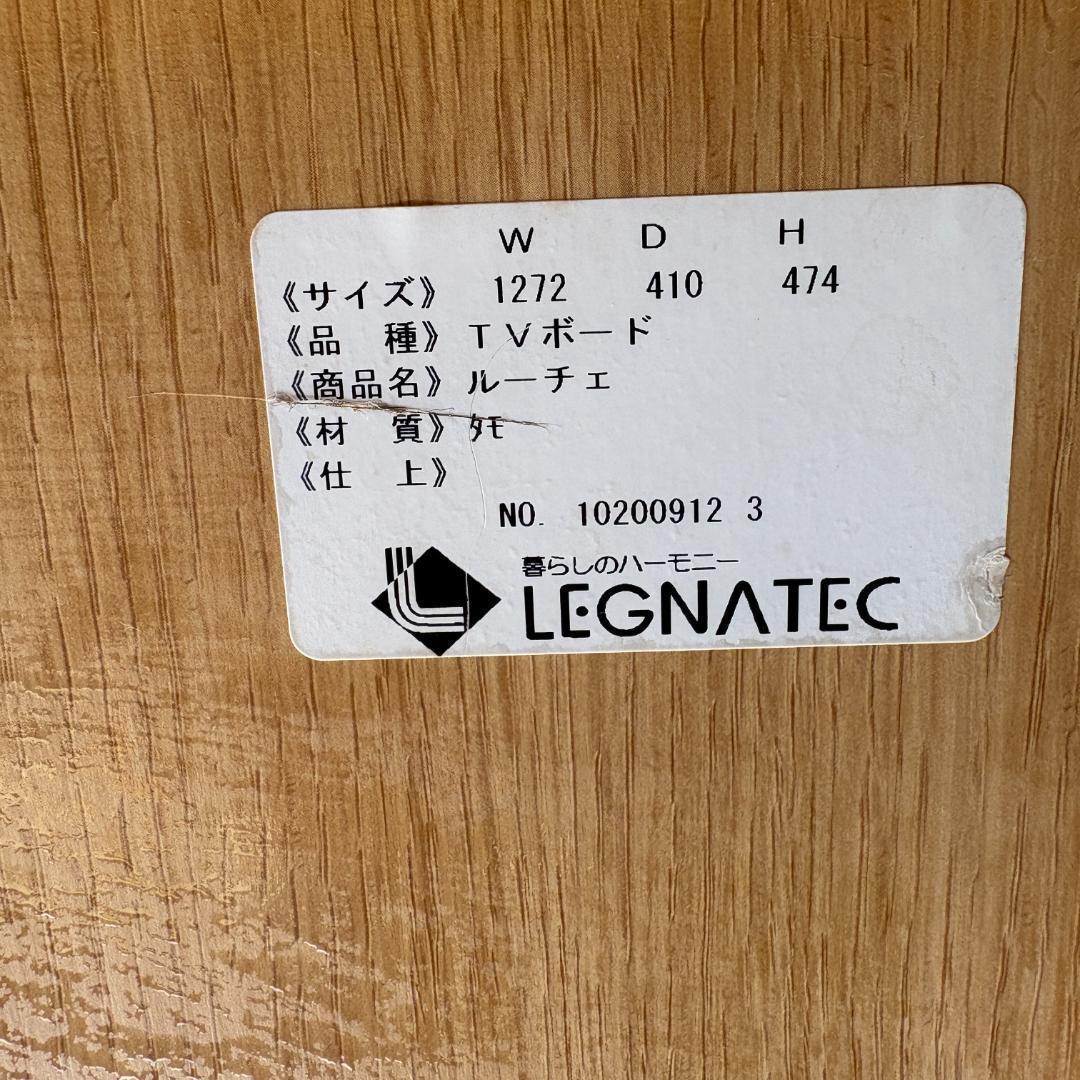 W D H
《サイズ》 1272 410 474
《品 種》 TVボード
《商品名》 ルーチェ
《材 質》 タモ
《仕 上》
NO. 10200912 3
暮らしのハーモニー
LEGNATEC